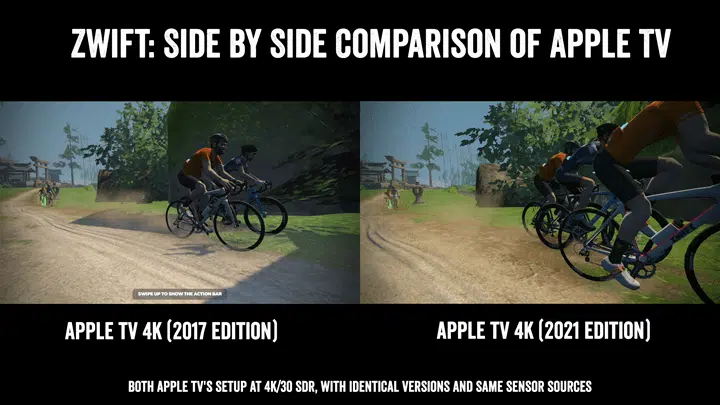 ZWIFT: SIDE BY SIDE COMPARISON OF APPLE TV
SWIPE UP TO SHOW THE ACTION BAR
APPLE TV 4K (2017 EDITION)
APPLE TV 4K (2021 EDITION)
BOTH APPLE TV'S SETUP AT 4K/30 SDR, WITH IDENTICAL VERSIONS AND SAME SENSOR SOURCES